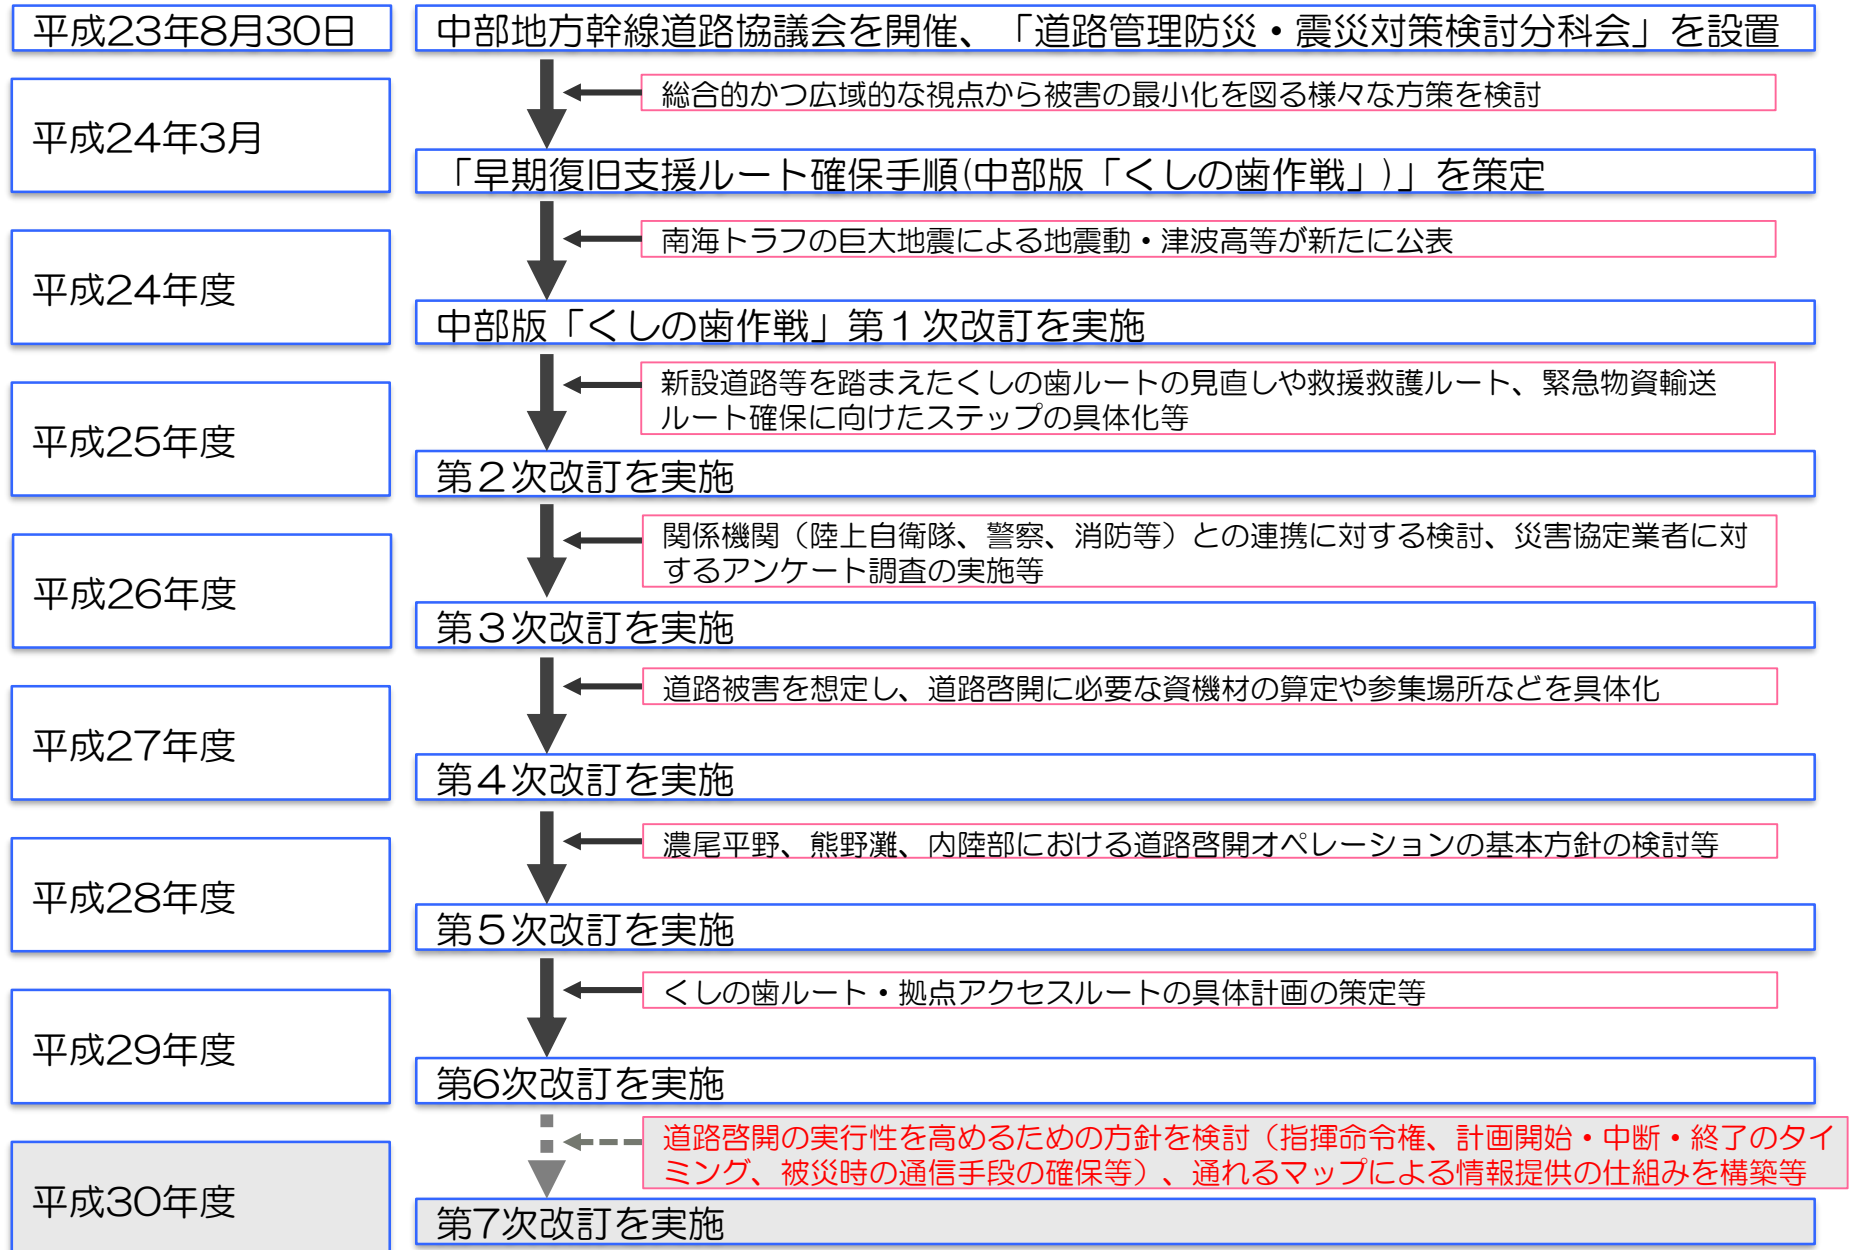 平成23年8月30日
中部地方幹線道路協議会を開催、「道路管理防災・震災対策検討分科会」を設置
総合的かつ広域的な視点から被害の最小化を図る様々な方策を検討
平成24年3月
「早期復旧支援ルート確保手順(中部版「くしの歯作戦」)」を策定
南海トラフの巨大地震による地震動・津波高等が新たに公表
平成24年度
中部版「くしの歯作戦」第１次改訂を実施
新設道路等を踏まえたくしの歯ルートの見直しや救援救護ルート、緊急物資輸送
ルート確保に向けたステップの具体化等
平成25年度
第２次改訂を実施
関係機関（陸上自衛隊、警察、消防等）との連携に対する検討、災害協定業者に対
するアンケート調査の実施等
平成26年度
第３次改訂を実施
道路被害を想定し、道路啓開に必要な資機材の算定や参集場所などを具体化
平成27年度
第４次改訂を実施
濃尾平野、熊野灘、内陸部における道路啓開オペレーションの基本方針の検討等
平成28年度
第５次改訂を実施
くしの歯ルート・拠点アクセスルートの具体計画の策定等
平成29年度
第6次改訂を実施
道路啓開の実行性を高めるための方針を検討（指揮命令権、計画開始・中断・終了のタイ
ミング、被災時の通信手段の確保等）、通れるマップによる情報提供の仕組みを構築等
平成30年度
第7次改訂を実施